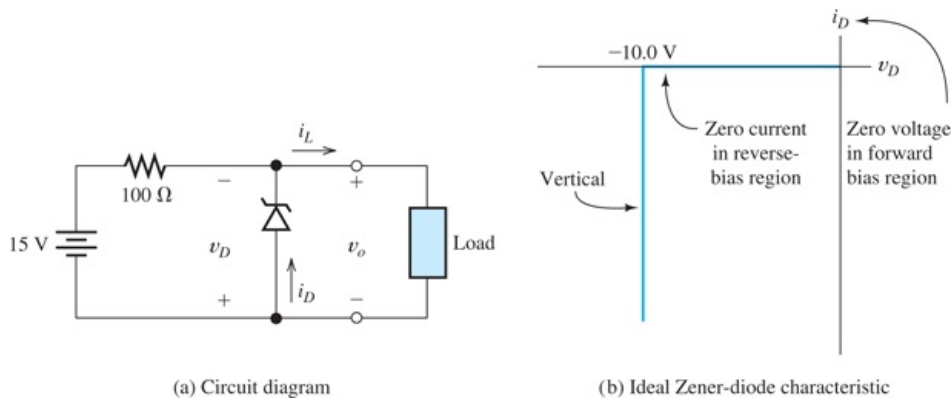 i_L
+
−
100 Ω
15 V
v_D
+
i_D
v_o
−
Load
(a) Circuit diagram
i_D
−10.0 V
v_D
Zero current
in reverse-
bias region
Zero voltage
in forward
bias region
Vertical
(b) Ideal Zener-diode characteristic